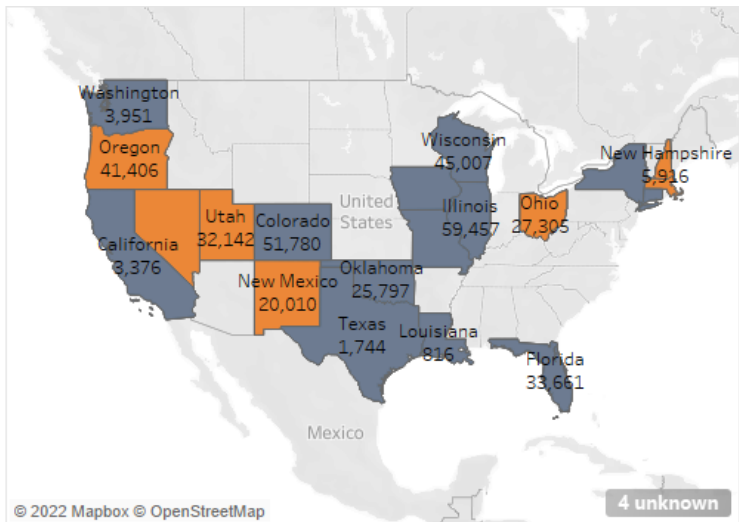 Washington
3,951
Oregon
41,406
Wisconsin
45,007
New Hampshire
5,916
United
States
Utah
32,142
Colorado
51,780
Illinois
59,457
Ohio
27,305
California
3,376
New Mexico
20,010
Oklahoma
25,797
Texas
1,744
Louisiana
816
Florida
33,661
Mexico
© 2022 Mapbox © OpenStreetMap
4 unknown